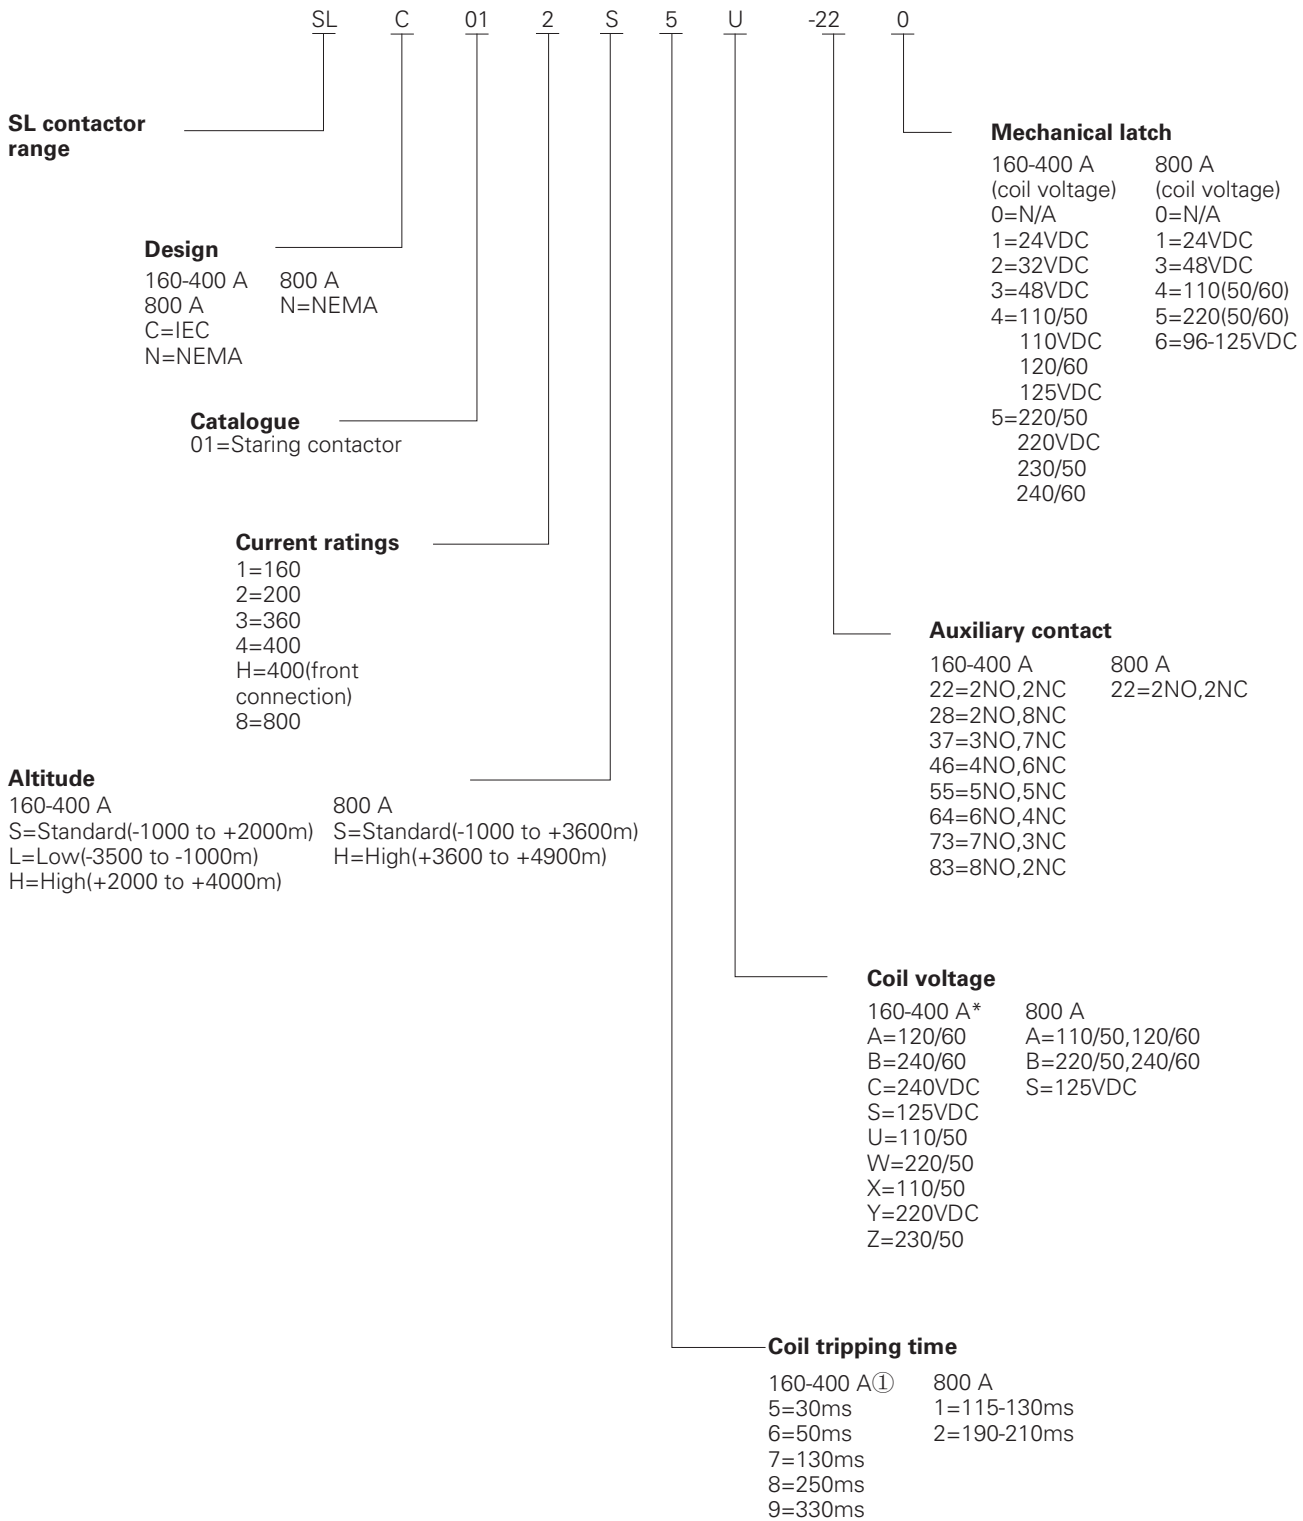 SL C 01 2 S 5 U -22 0
SL contactor
range
Design
160-400 A 800 A
800 A N=NEMA
C=IEC
N=NEMA
Catalogue
01=Staring contactor
Current ratings
1=160
2=200
3=360
4=400
H=400(front
connection)
8=800
Altitude
160-400 A 800 A
S=Standard(-1000 to +2000m) S=Standard(-1000 to +3600m)
L=Low(-3500 to -1000m) H=High(+3600 to +4900m)
H=High(+2000 to +4000m)
Mechanical latch
160-400 A 800 A
(coil voltage) (coil voltage)
0=N/A 0=N/A
1=24VDC 1=24VDC
2=32VDC 3=48VDC
3=48VDC 4=110(50/60)
4=110/50 5=220(50/60)
110VDC 6=96-125VDC
120/60
125VDC
5=220/50
220VDC
230/50
240/60
Auxiliary contact
160-400 A 800 A
22=2NO,2NC 22=2NO,2NC
28=2NO,8NC
37=3NO,7NC
46=4NO,6NC
55=5NO,5NC
64=6NO,4NC
73=7NO,3NC
83=8NO,2NC
Coil voltage
160-400 A* 800 A
A=120/60 A=110/50,120/60
B=240/60 B=220/50,240/60
C=240VDC S=125VDC
S=125VDC
U=110/50
W=220/50
X=110/50
Y=220VDC
Z=230/50
Coil tripping time
160-400 A① 800 A
5=30ms 1=115-130ms
6=50ms 2=190-210ms
7=130ms
8=250ms
9=330ms